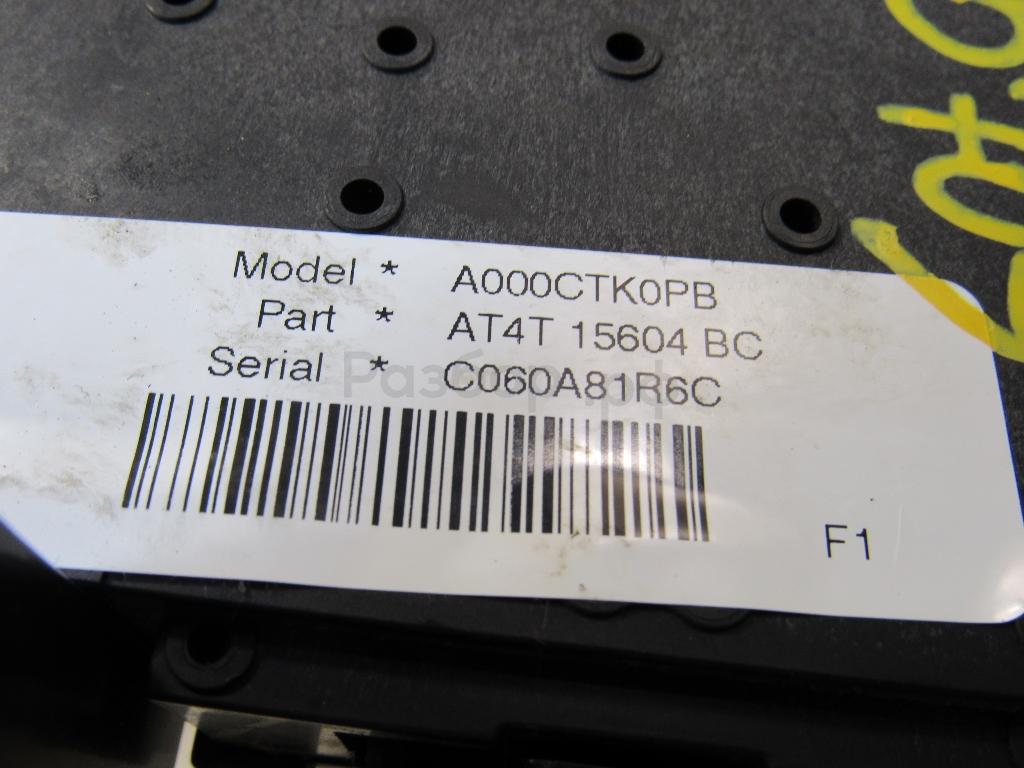 Model * A000CTK0PB
Part * AT4T 15604 BC
Serial * C060A81R6C
F1